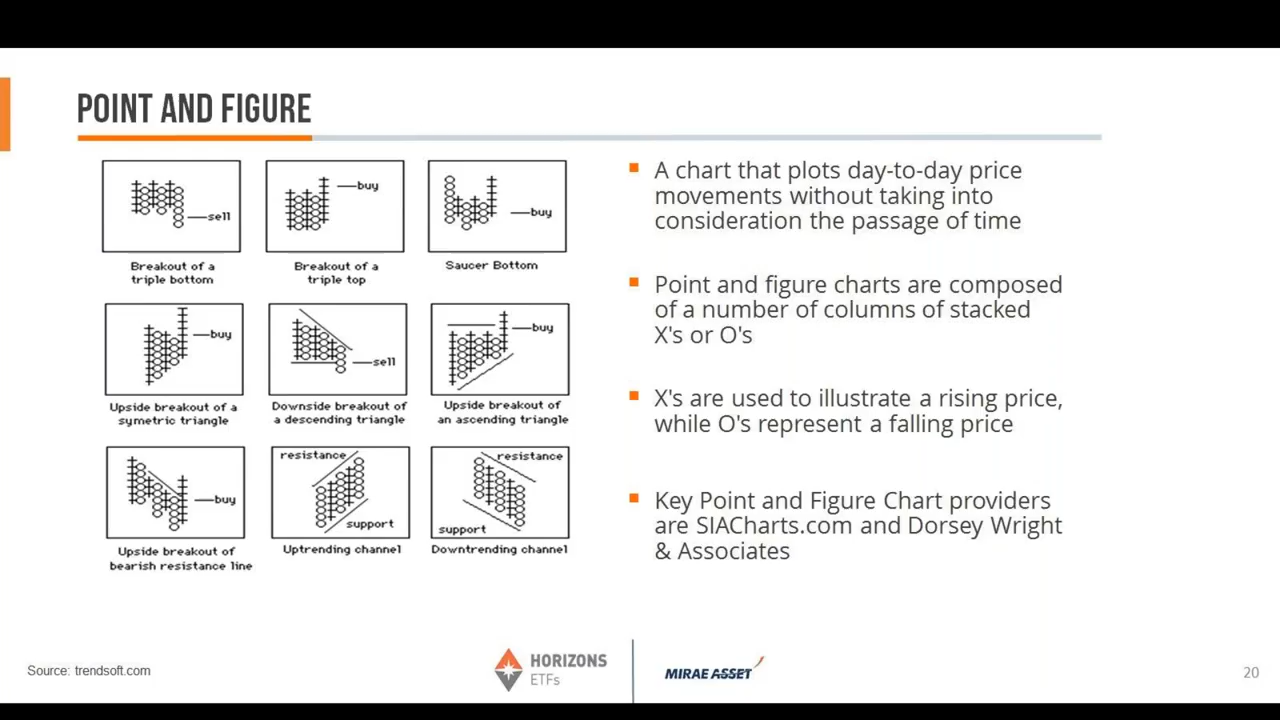 POINT AND FIGURE
sell
Breakout of a
triple bottom
buy
Breakout of a
triple top
buy
Saucer Bottom
buy
Upside breakout of a
symetric triangle
sell
Downside breakout of
a descending triangle
buy
Upside breakout of
an ascending triangle
buy
Upside breakout of
bearish resistance line
resistance
support
Uptrending channel
resistance
support
Downtrending channel
A chart that plots day-to-day price
movements without taking into
consideration the passage of time
Point and figure charts are composed
of a number of columns of stacked
X's or O's
X's are used to illustrate a rising price,
while O's represent a falling price
Key Point and Figure Chart providers
are SIACharts.com and Dorsey Wright
& Associates
Source: trendsoft.com
HORIZONS
ETFs
MIRAE ASSET
20